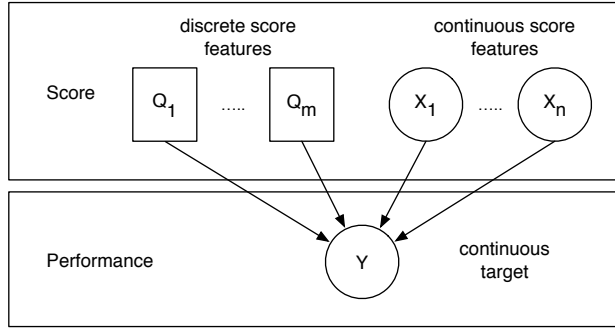 discrete score
features
continuous score
features
Score
Q1
.....
Qm
X1
.....
Xn
Performance
Y
continuous
target